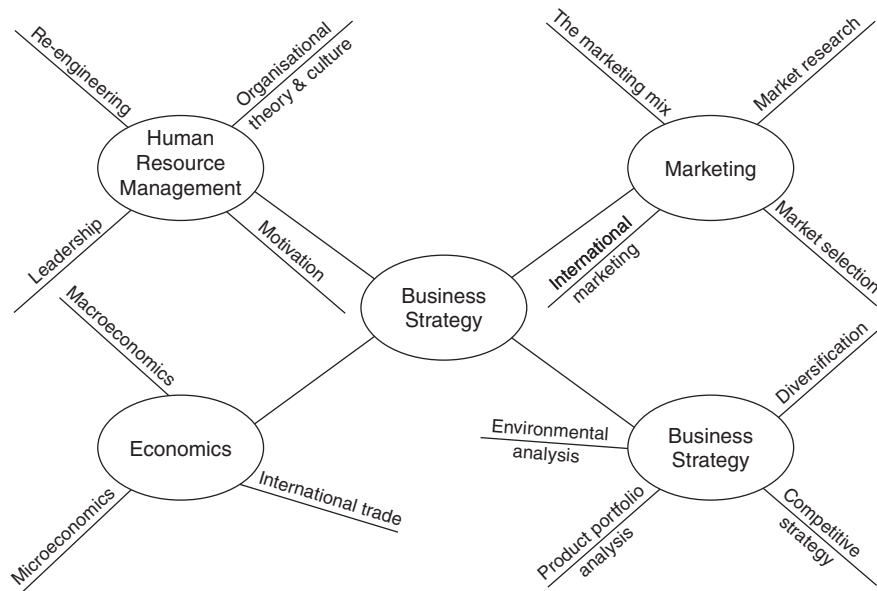 Re-engineering
Organisational
theory & culture
Human
Resource
Management
Leadership
Motivation
The marketing mix
Market research
Marketing
International
marketing
Market selection
Business
Strategy
Macroeconomics
Economics
Microeconomics
International trade
Diversification
Environmental
analysis
Business
Strategy
Product portfolio
analysis
Competitive
strategy